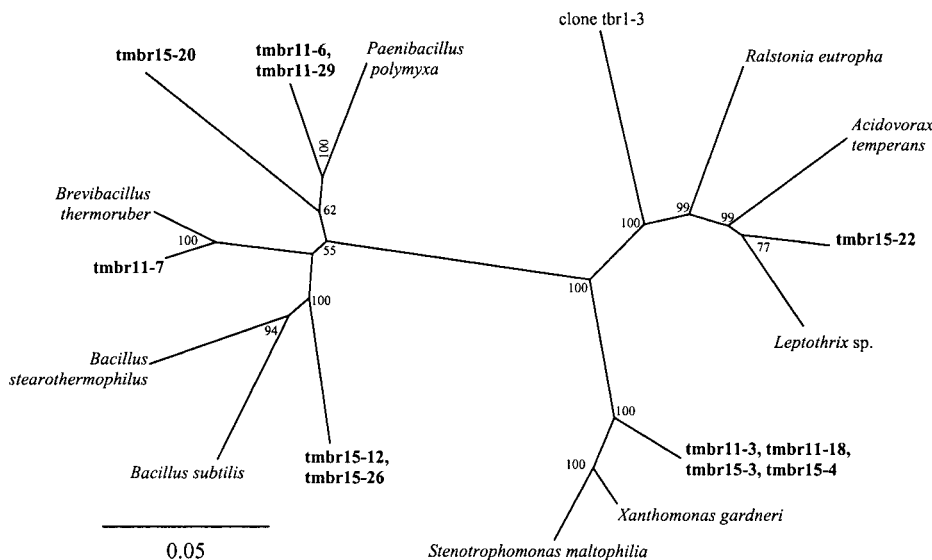 clone tbr1-3
tmbr15-20
tmbr11-6,
tmbr11-29
Paenibacillus
polymyxa
Ralstonia eutropha
Acidovorax
temperans
100
Brevibacillus
thermoruber
62
99
99
100
100
tmbr11-7
55
77
tmbr15-22
100
100
94
Leptothrix sp.
Bacillus
stearothermophilus
100
tmbr15-12,
tmbr15-26
tmbr11-3, tmbr11-18,
tmbr15-3, tmbr15-4
Bacillus subtilis
100
Xanthomonas gardneri
Stenotrophomonas maltophilia
0.05